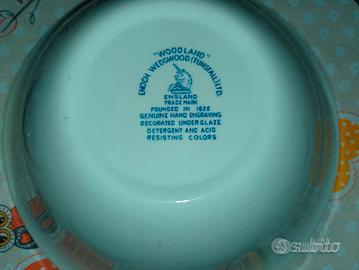 "WOODLAND"
ENOCH WEDGWOOD (TUNSTALL) LTD.
ENGLAND
TRADE MARK
FOUNDED IN 1835
GENUINE HAND ENGRAVING
DECORATED UNDERGLAZE
DETERGENT AND ACID
RESISTING COLORS
subito